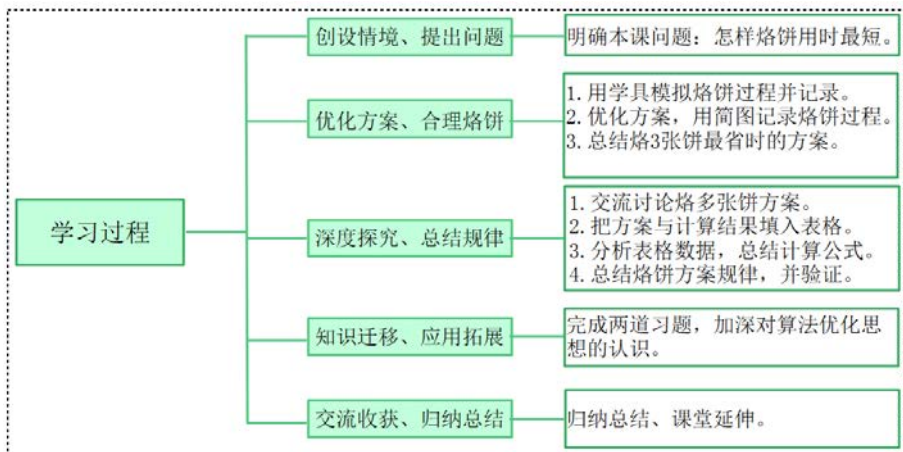 学习过程
创设情境、提出问题
明确本课问题：怎样烙饼用时最短。
优化方案、合理烙饼
1. 用学具模拟烙饼过程并记录。
2. 优化方案，用简图记录烙饼过程。
3. 总结烙3张饼最省时的方案。
深度探究、总结规律
1. 交流讨论烙多张饼方案。
2. 把方案与计算结果填入表格。
3. 分析表格数据，总结计算公式。
4. 总结烙饼方案规律，并验证。
知识迁移、应用拓展
完成两道习题，加深对算法优化思
想的认识。
交流收获、归纳总结
归纳总结、课堂延伸。